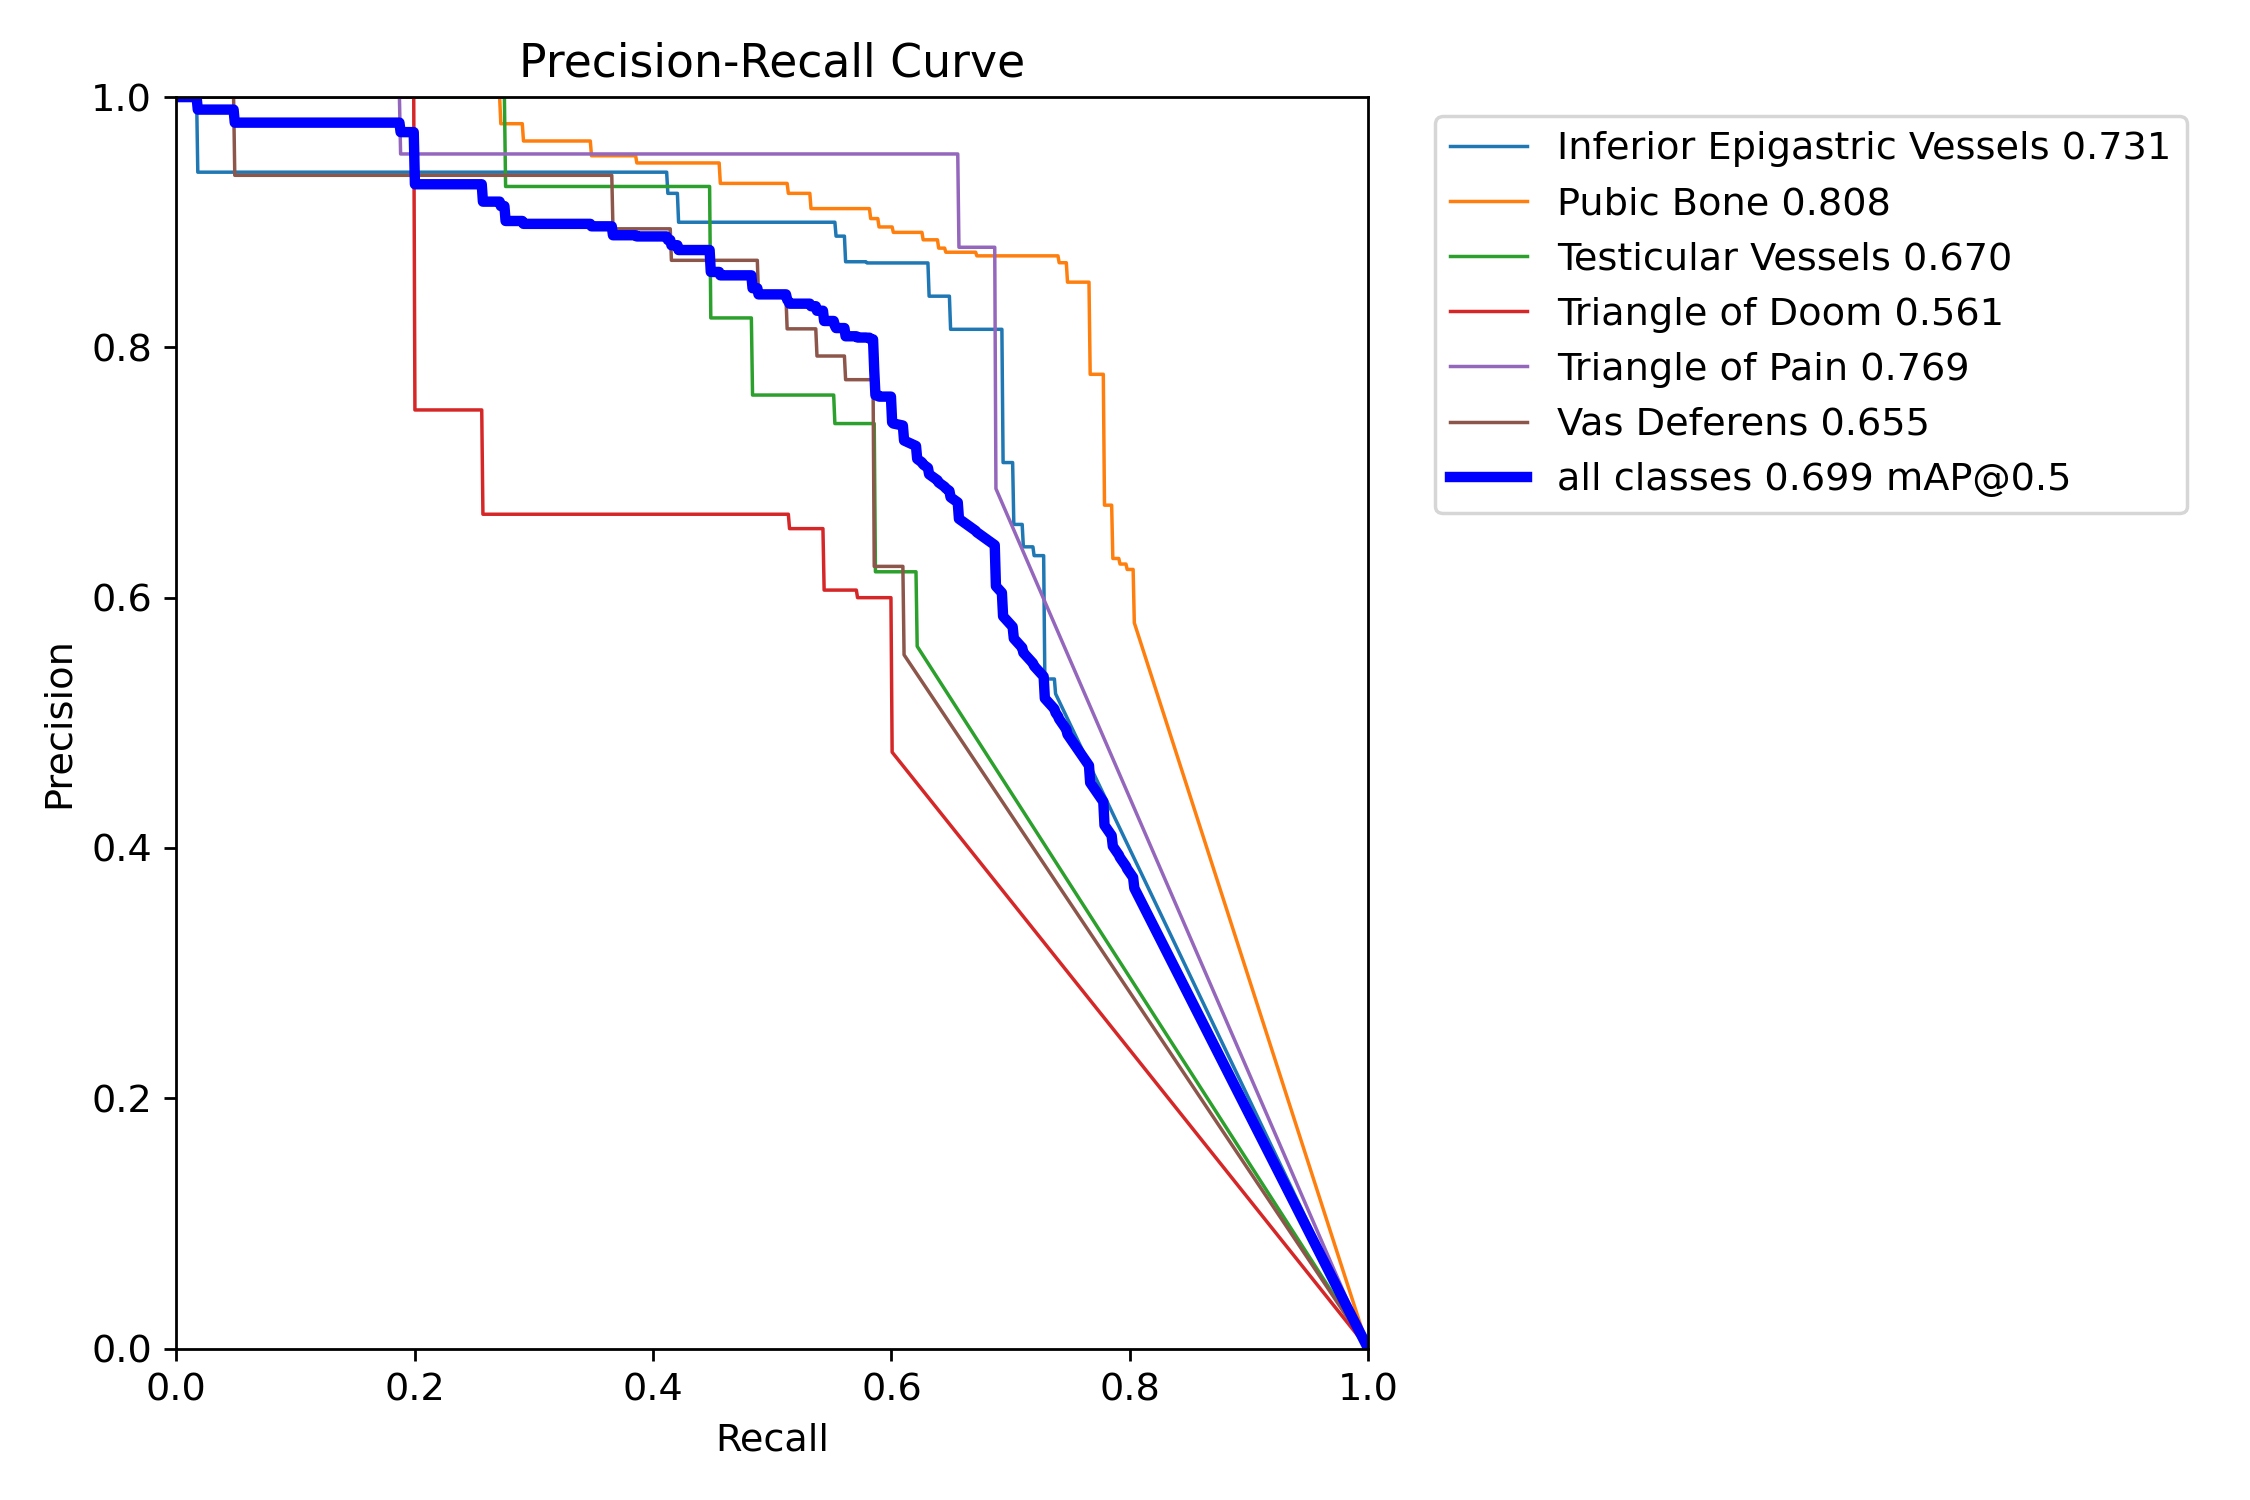 Precision-Recall Curve
1.0
0.8
0.6
0.4
0.2
0.0
Precision
0.0 0.2 0.4 0.6 0.8 1.0
Recall
Inferior Epigastric Vessels 0.731
Pubic Bone 0.808
Testicular Vessels 0.670
Triangle of Doom 0.561
Triangle of Pain 0.769
Vas Deferens 0.655
all classes 0.699 mAP@0.5